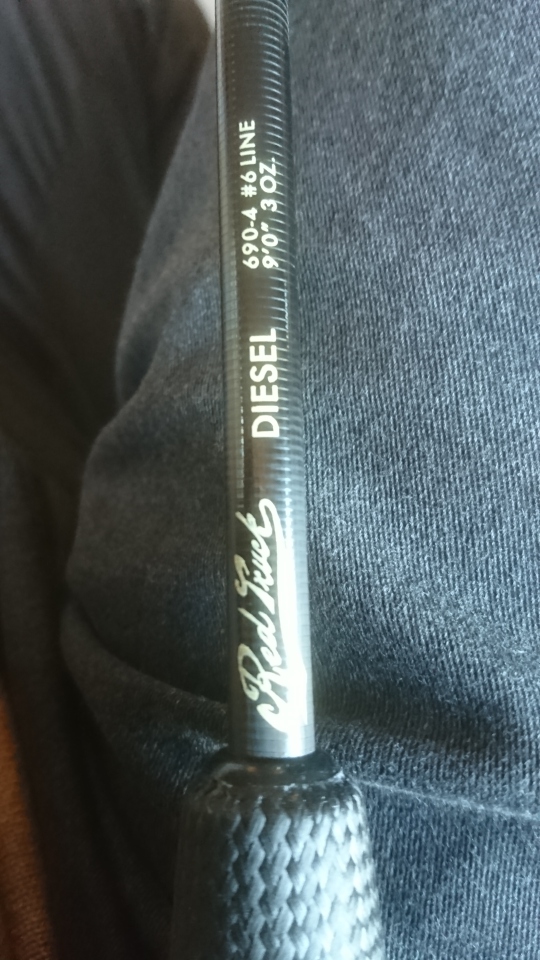 Red Truck
DIESEL
690-4 #6 LINE
9'0" 3 OZ.